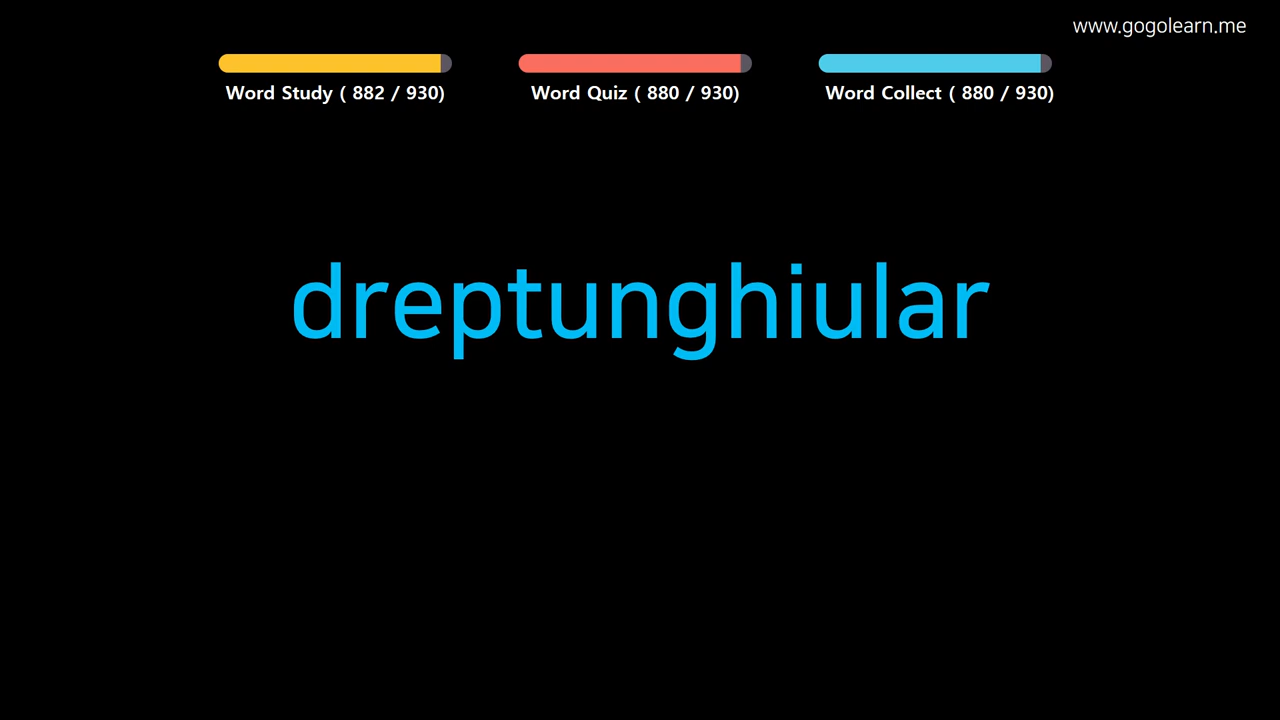 www.gogolearn.me
Word Study ( 882 / 930)
Word Quiz ( 880 / 930)
Word Collect ( 880 / 930)
dreptunghiular